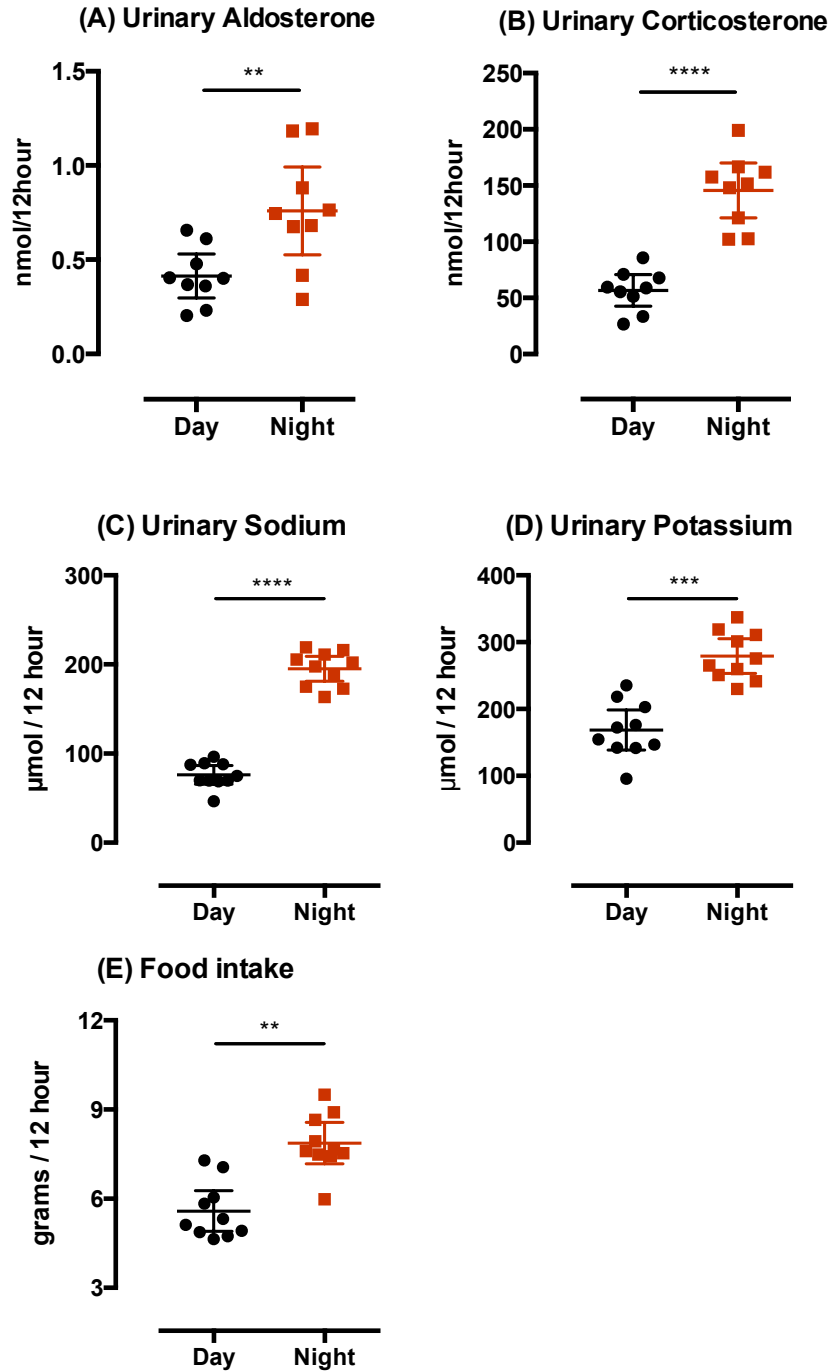 (A) Urinary Aldosterone
**
nmol/12hour
1.5
1.0
0.5
0.0
Day Night
(B) Urinary Corticosterone
****
nmol/12hour
250
200
150
100
50
0
Day Night
(C) Urinary Sodium
****
µmol / 12 hour
300
200
100
0
Day Night
(D) Urinary Potassium
***
µmol / 12 hour
400
300
200
100
0
Day Night
(E) Food intake
**
grams / 12 hour
12
9
6
3
Day Night